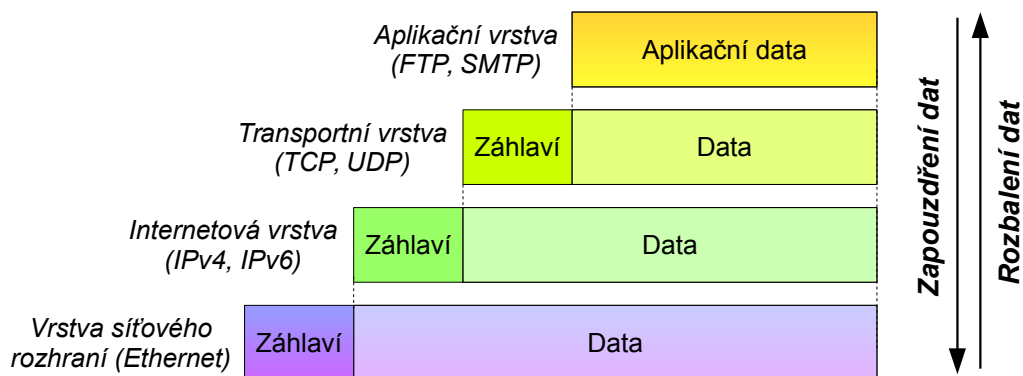 Aplikační vrstva
(FTP, SMTP)
Aplikační data
Transportní vrstva
(TCP, UDP)
Záhlaví
Data
Internetová vrstva
(IPv4, IPv6)
Záhlaví
Data
Vrstva síťového
rozhraní (Ethernet)
Záhlaví
Data
Zapouzdření dat
Rozbalení dat